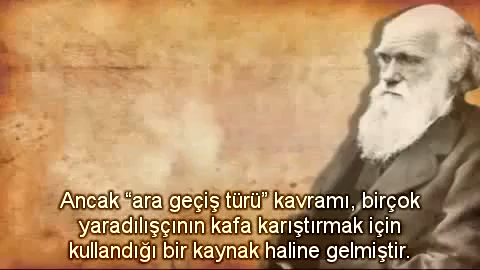 Ancak “ara geçiş türü” kavramı, birçok
yaradılışçının kafa karıştırmak için
kullandığı bir kaynak haline gelmiştir.